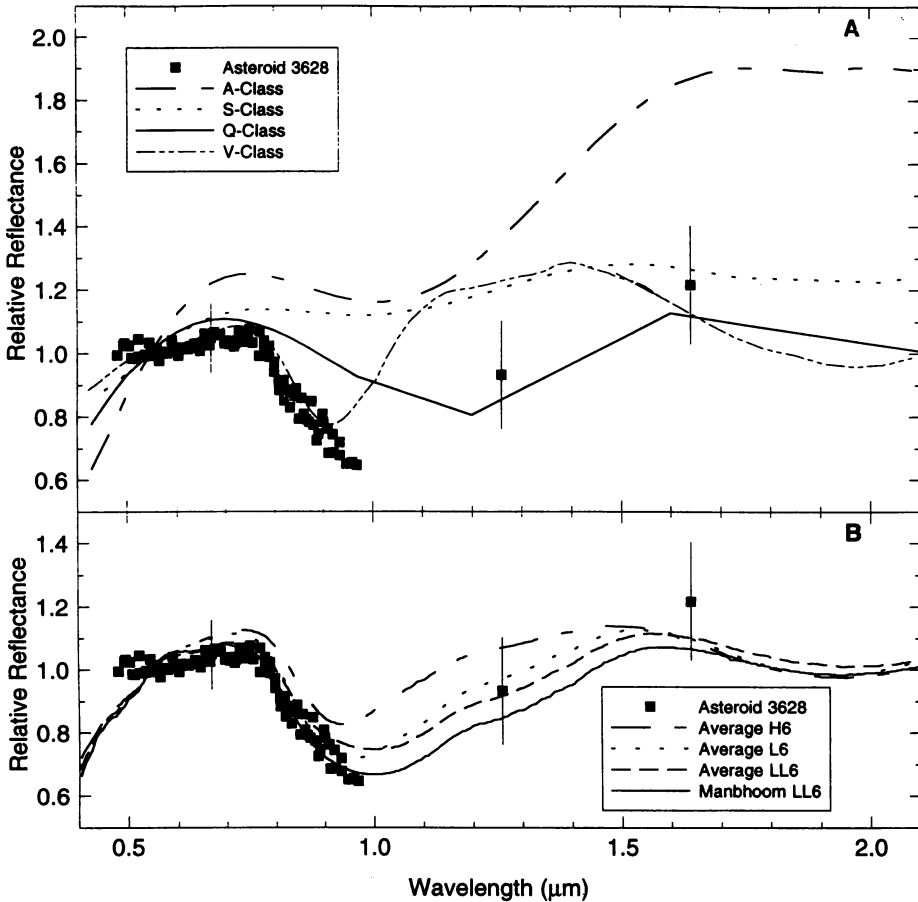 A
Asteroid 3628
A-Class
S-Class
Q-Class
V-Class
2.0
1.8
1.6
1.4
1.2
1.0
0.8
0.6
Relative Reflectance
B
1.4
1.2
1.0
0.8
0.6
Relative Reflectance
Asteroid 3628
Average H6
Average L6
Average LL6
Manbhoom LL6
0.5 1.0 1.5 2.0
Wavelength (μm)